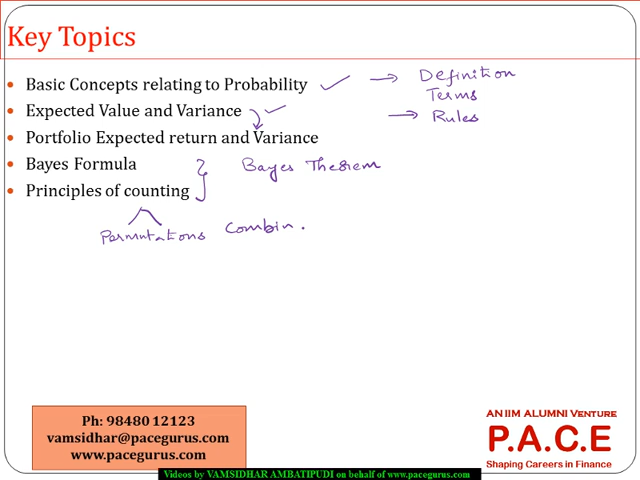 Key Topics
• Basic Concepts relating to Probability → Definition
Terms
• Expected Value and Variance → Rules
• Portfolio Expected return and Variance
• Bayes Formula Bayes Theorem
• Principles of counting
Permutations Combin.
Ph: 98480 12123
vamsidhar@pacegurus.com
www.pacegurus.com
AN IIM ALUMNI VENTURE
P.A.C.E
Shaping Careers in Finance
Videos by VAMSIDHAR AMBATIPUDI on behalf of www.pacegurus.com